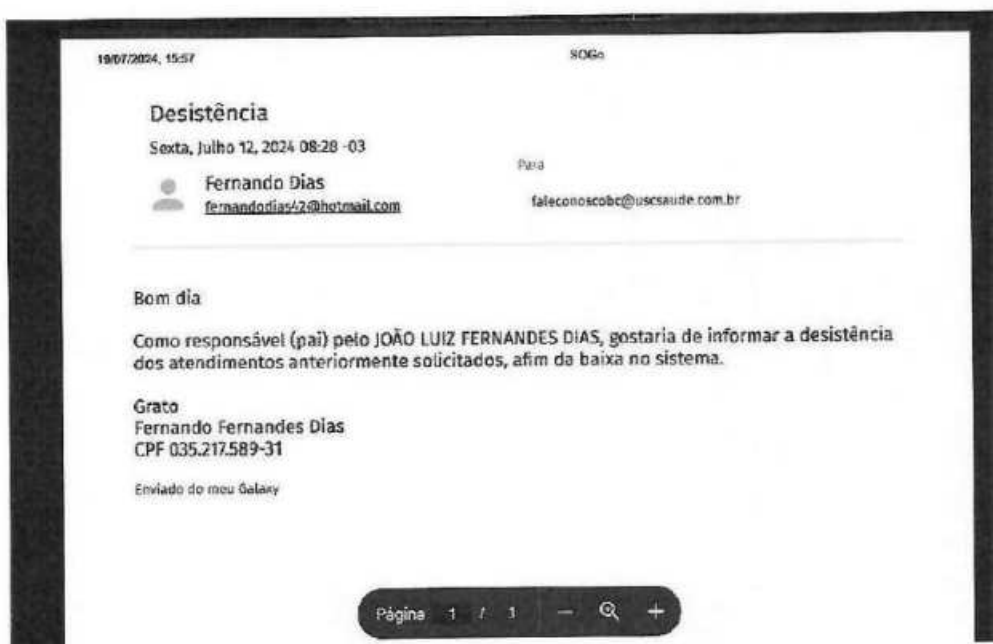 19/07/2024, 15:57
SOGo
Desistência
Sexta, Julho 12, 2024 08:28 -03
Para
Fernando Dias
fernandodias42@hotmail.com
faleconoscobc@uscsaude.com.br
Bom dia
Como responsável (pai) pelo JOÃO LUIZ FERNANDES DIAS, gostaria de informar a desistência
dos atendimentos anteriormente solicitados, afim da baixa no sistema.
Grato
Fernando Fernandes Dias
CPF 035.217.589-31
Enviado do meu Galaxy
Página 1 / 1 — +